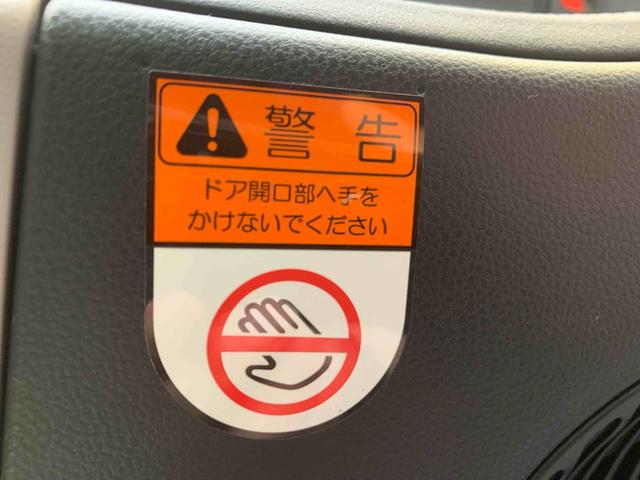 警告
ドア開口部へ手を
かけないでください